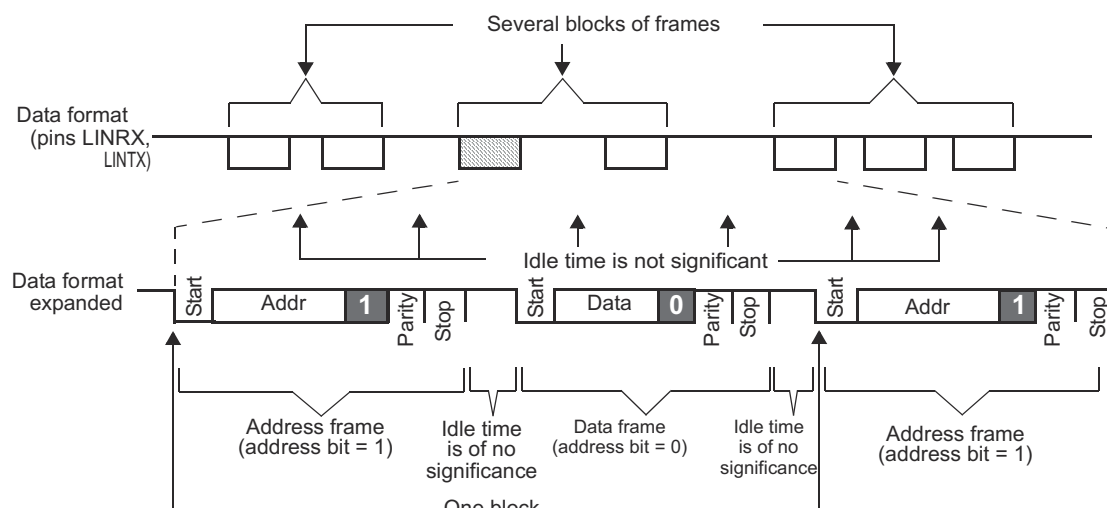 Several blocks of frames
Data format
(pins LINRX,
LINTX)
Idle time is not significant
Data format
expanded
Start
Addr
1
Parity
Stop
Start
Data
0
Parity
Stop
Start
Addr
1
Parity
Stop
Address frame
(address bit = 1)
Idle time
is of no
significance
Data frame
(address bit = 0)
Idle time
is of no
significance
Address frame
(address bit = 1)
One block